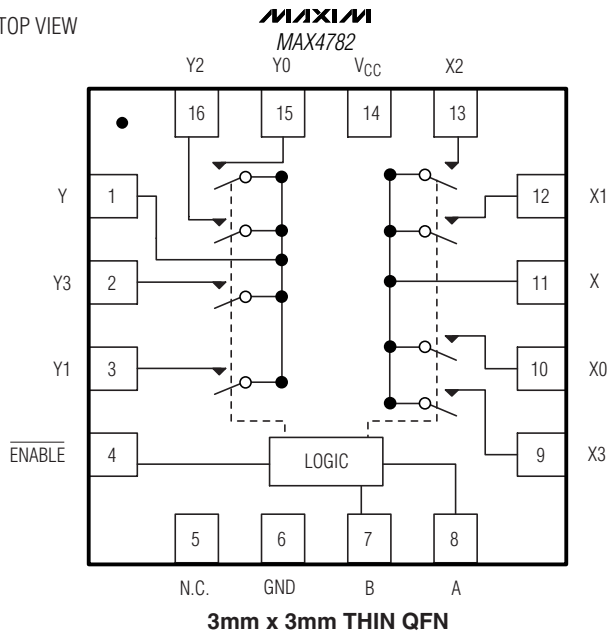 TOP VIEW
MAXIM
MAX4782
Y2 Y0 VCC X2
16 15 14 13
Y 1 12 X1
Y3 2 11 X
Y1 3 10 X0
ENABLE 4 9 X3
LOGIC
5 6 7 8
N.C. GND B A
3mm x 3mm THIN QFN